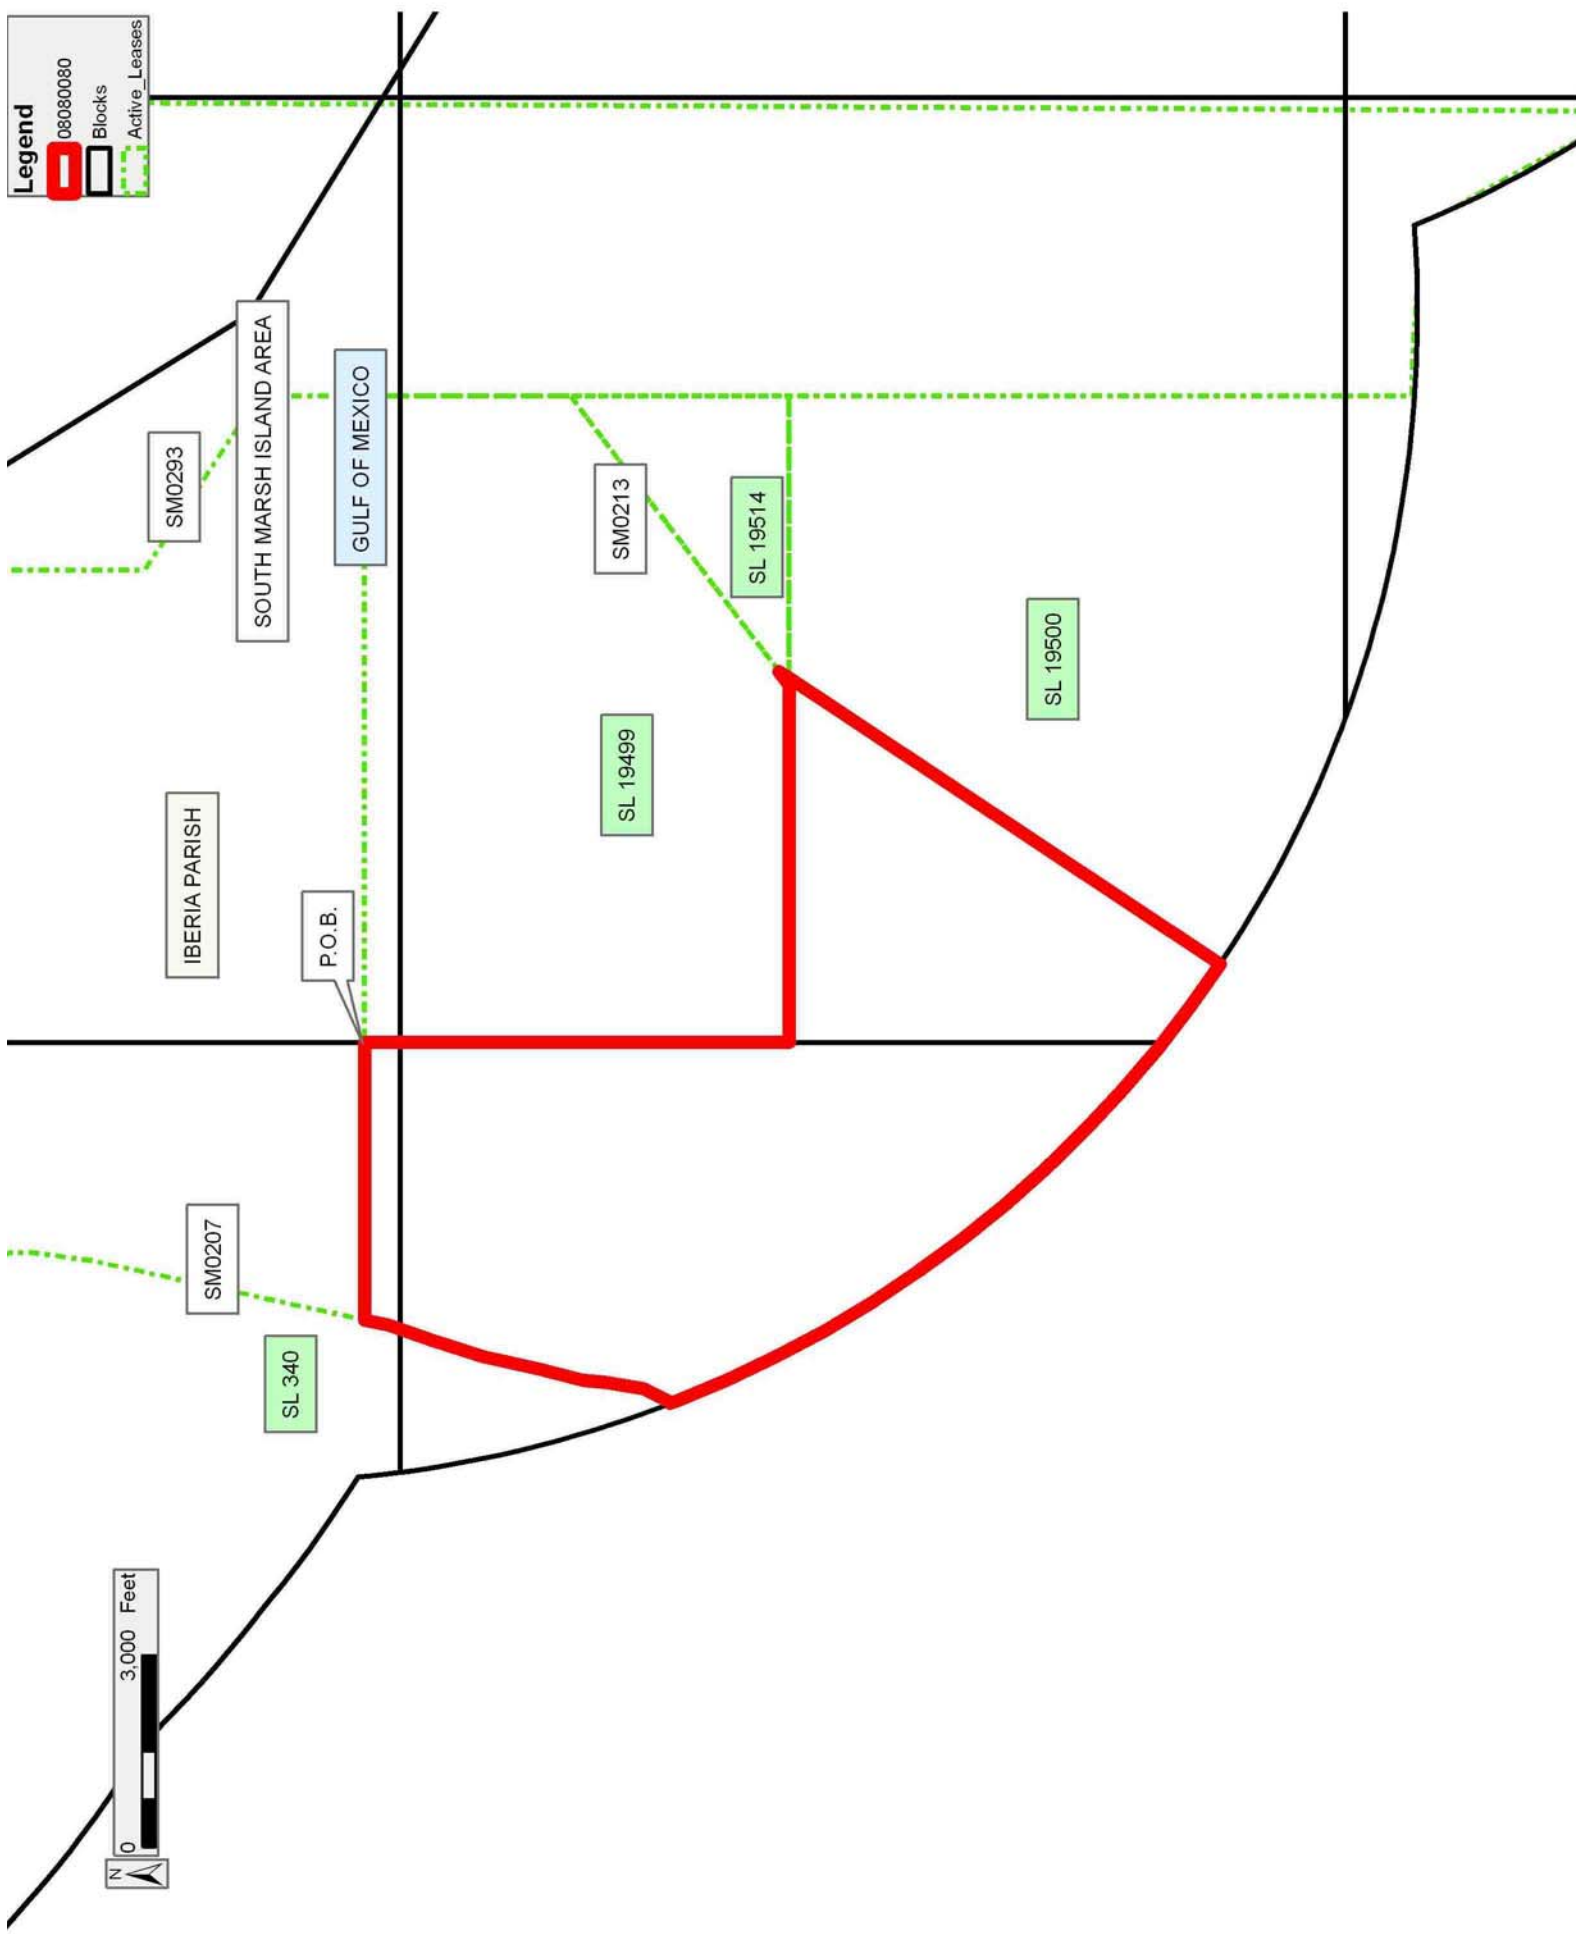 Legend
08080080
Blocks
Active_Leases
SM0293
SOUTH MARSH ISLAND AREA
GULF OF MEXICO
IBERIA PARISH
P.O.B.
SM0213
SL 19514
SL 19499
SL 19500
SM0207
SL 340
0 3,000 Feet
N